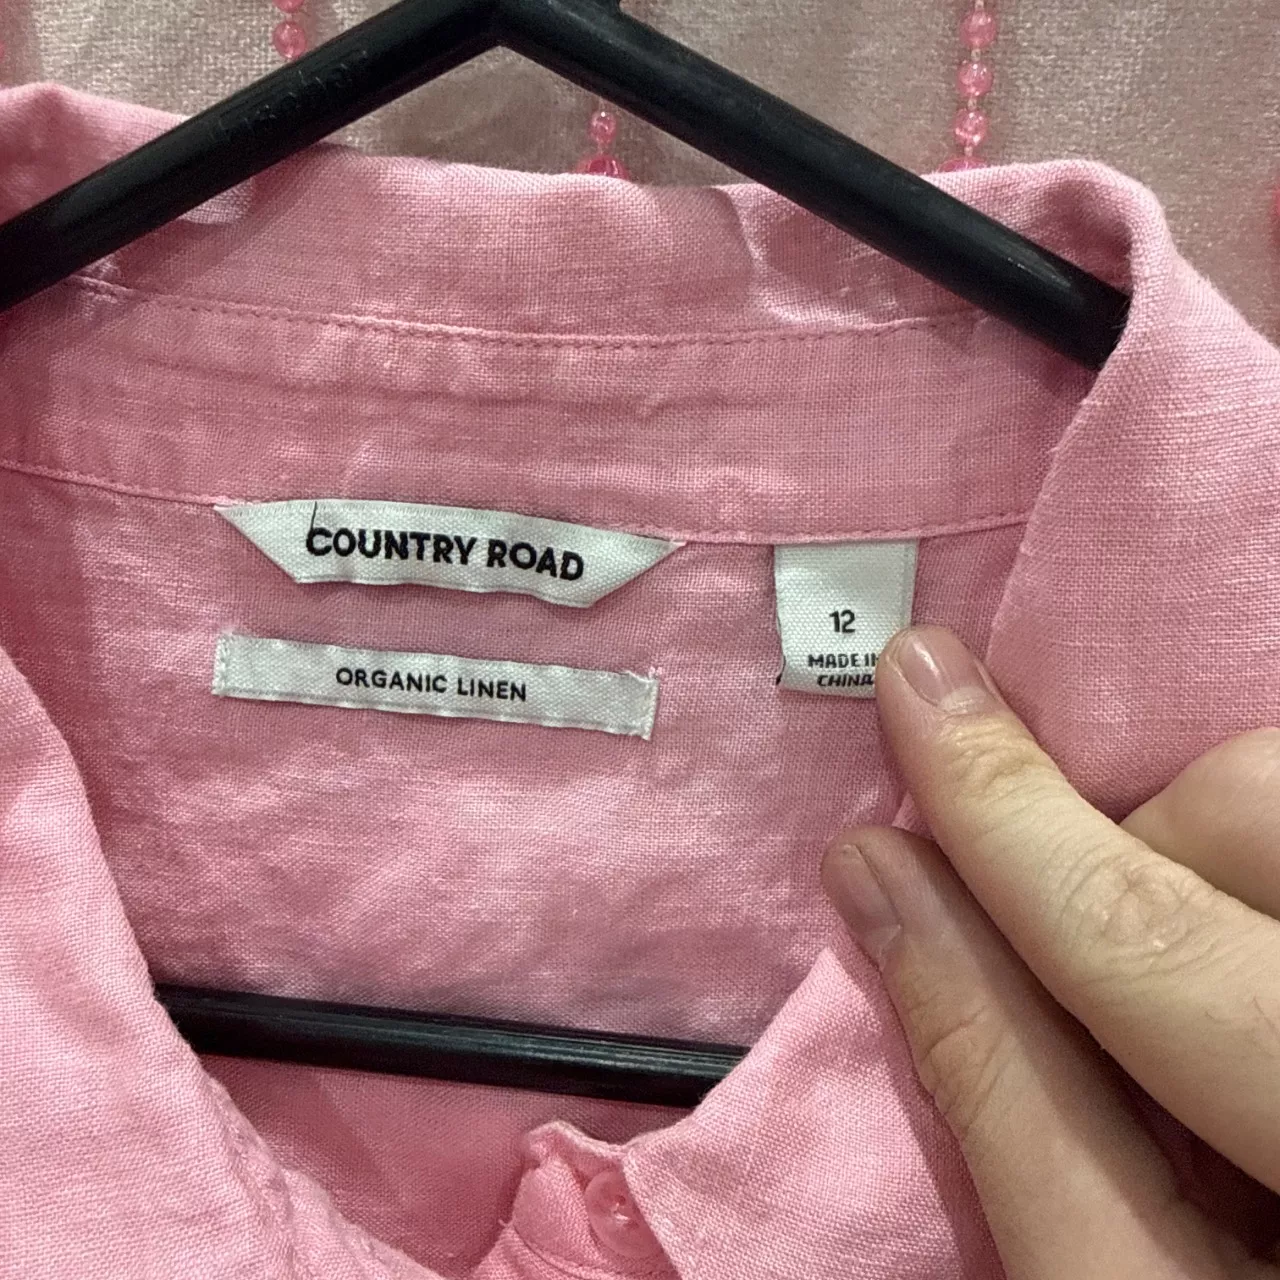 COUNTRY ROAD
ORGANIC LINEN
12
MADE IN
CHINA